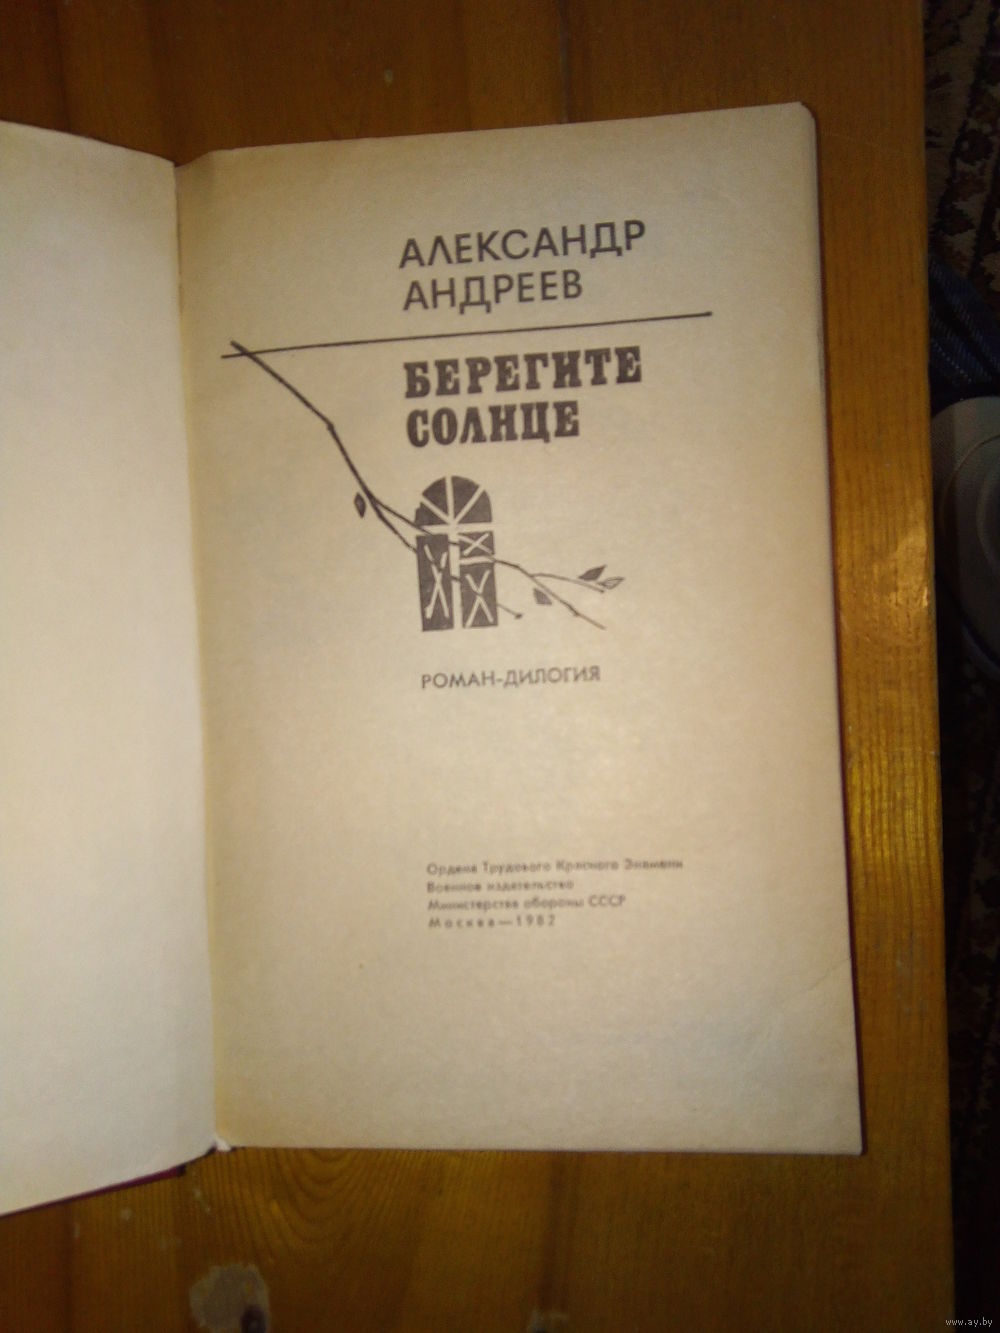 АЛЕКСАНДР
АНДРЕЕВ
БЕРЕГИТЕ
СОЛНЦЕ
РОМАН-ДИЛОГИЯ
Ордена Трудового Красного Знамени
Военное издательство
Министерства обороны СССР
Москва—1982
www.ay.by